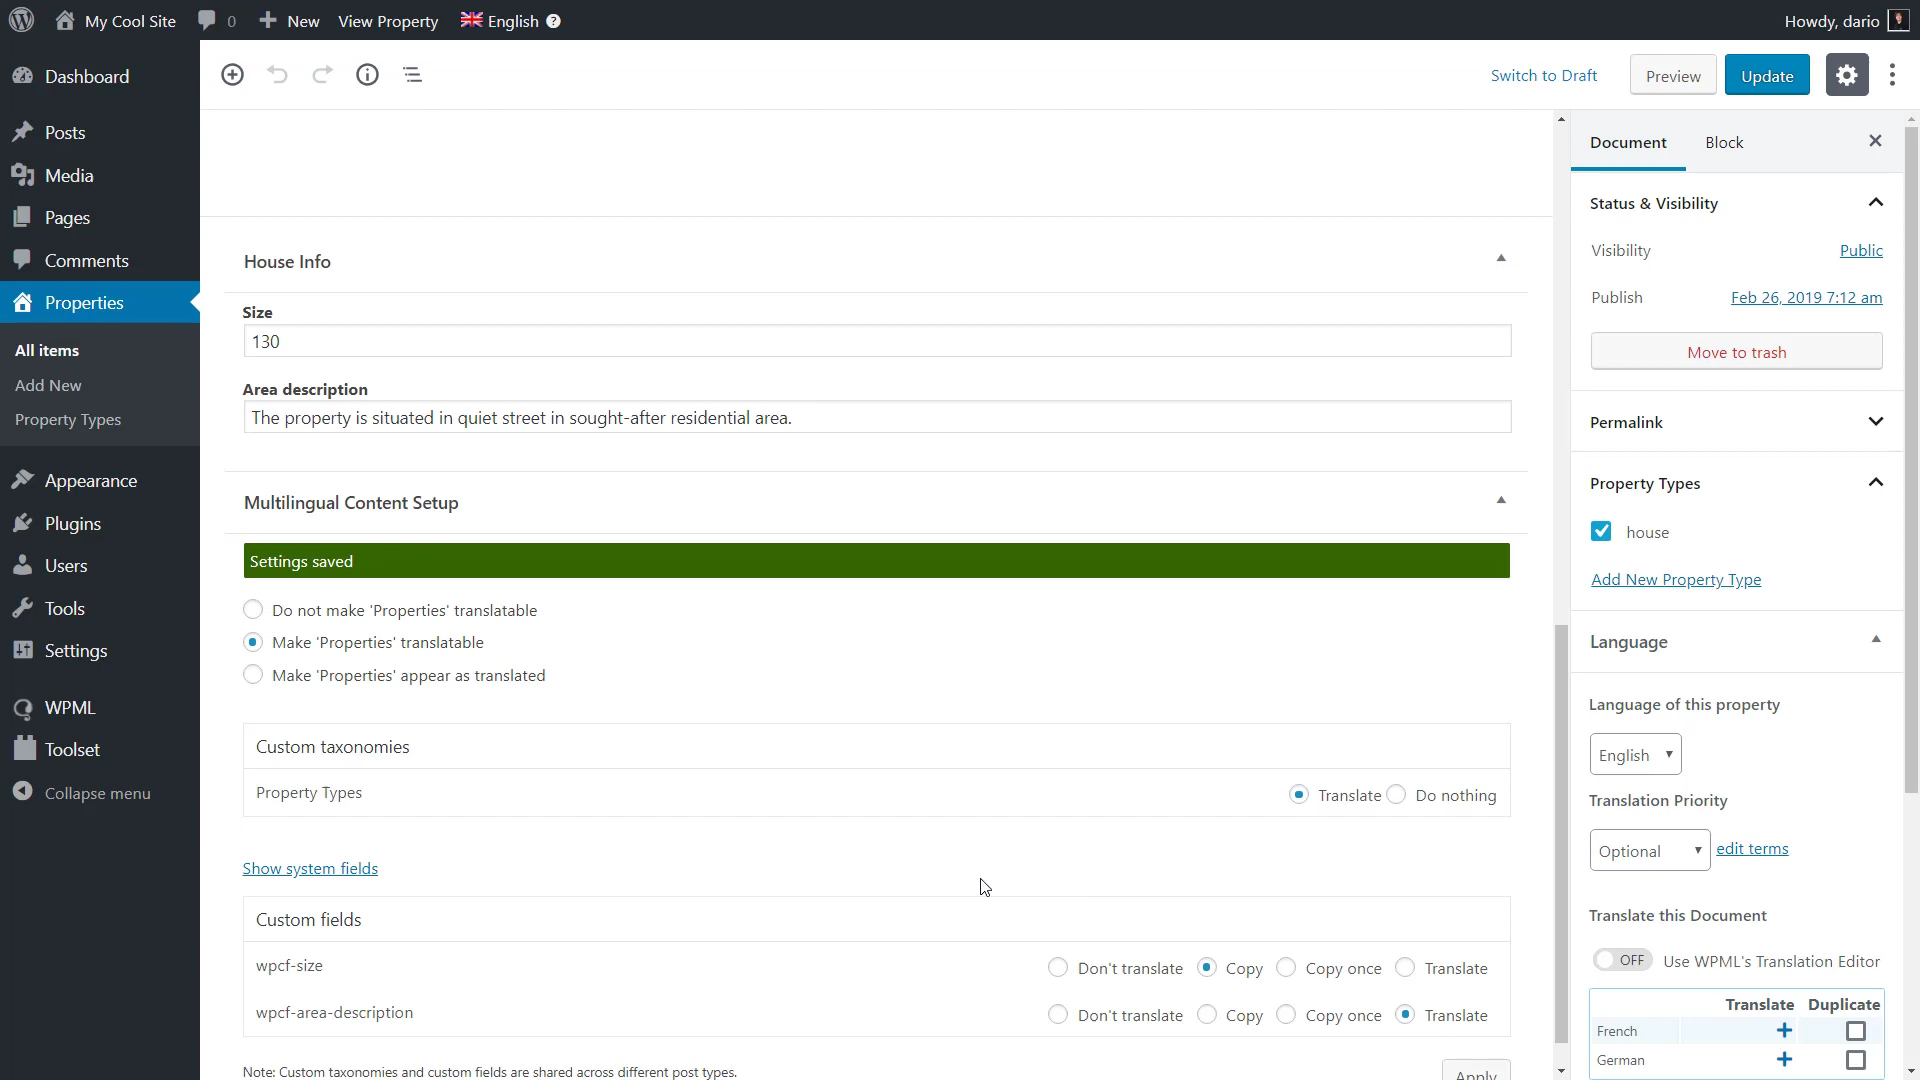 My Cool Site 0 New View Property English ? Howdy, dario
Dashboard
Posts
Media
Pages
Comments
Properties
All items
Add New
Property Types
Appearance
Plugins
Users
Tools
Settings
WPML
Toolset
Collapse menu
Switch to Draft Preview Update
House Info
Size
130
Area description
The property is situated in quiet street in sought-after residential area.
Multilingual Content Setup
Settings saved
Do not make 'Properties' translatable
Make 'Properties' translatable
Make 'Properties' appear as translated
Custom taxonomies
Property Types Translate Do nothing
Show system fields
Custom fields
wpcf-size Don't translate Copy Copy once Translate
wpcf-area-description Don't translate Copy Copy once Translate
Note: Custom taxonomies and custom fields are shared across different post types.
Apply
Document Block
Status & Visibility
Visibility Public
Publish Feb 26, 2019 7:12 am
Move to trash
Permalink
Property Types
house
Add New Property Type
Language
Language of this property
English
Translation Priority
Optional edit terms
Translate this Document
OFF Use WPML's Translation Editor
Translate Duplicate
French
German